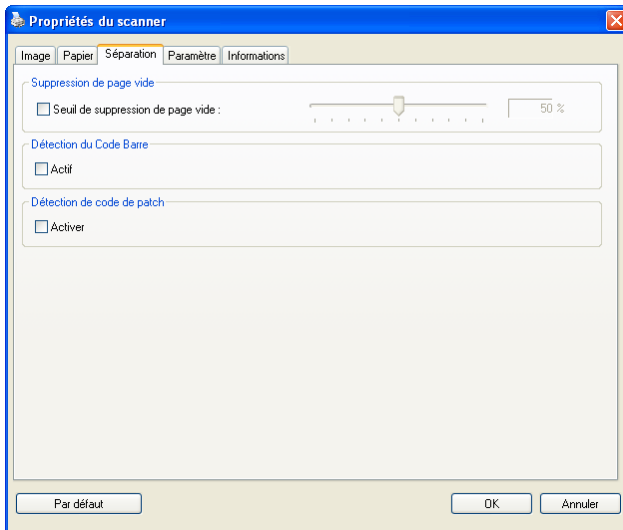 Propriétés du scanner
Image Papier Séparation Paramètre Informations
Suppression de page vide
Seuil de suppression de page vide : 50 %
Détection du Code Barre
Actif
Détection de code de patch
Activer
Par défaut OK Annuler